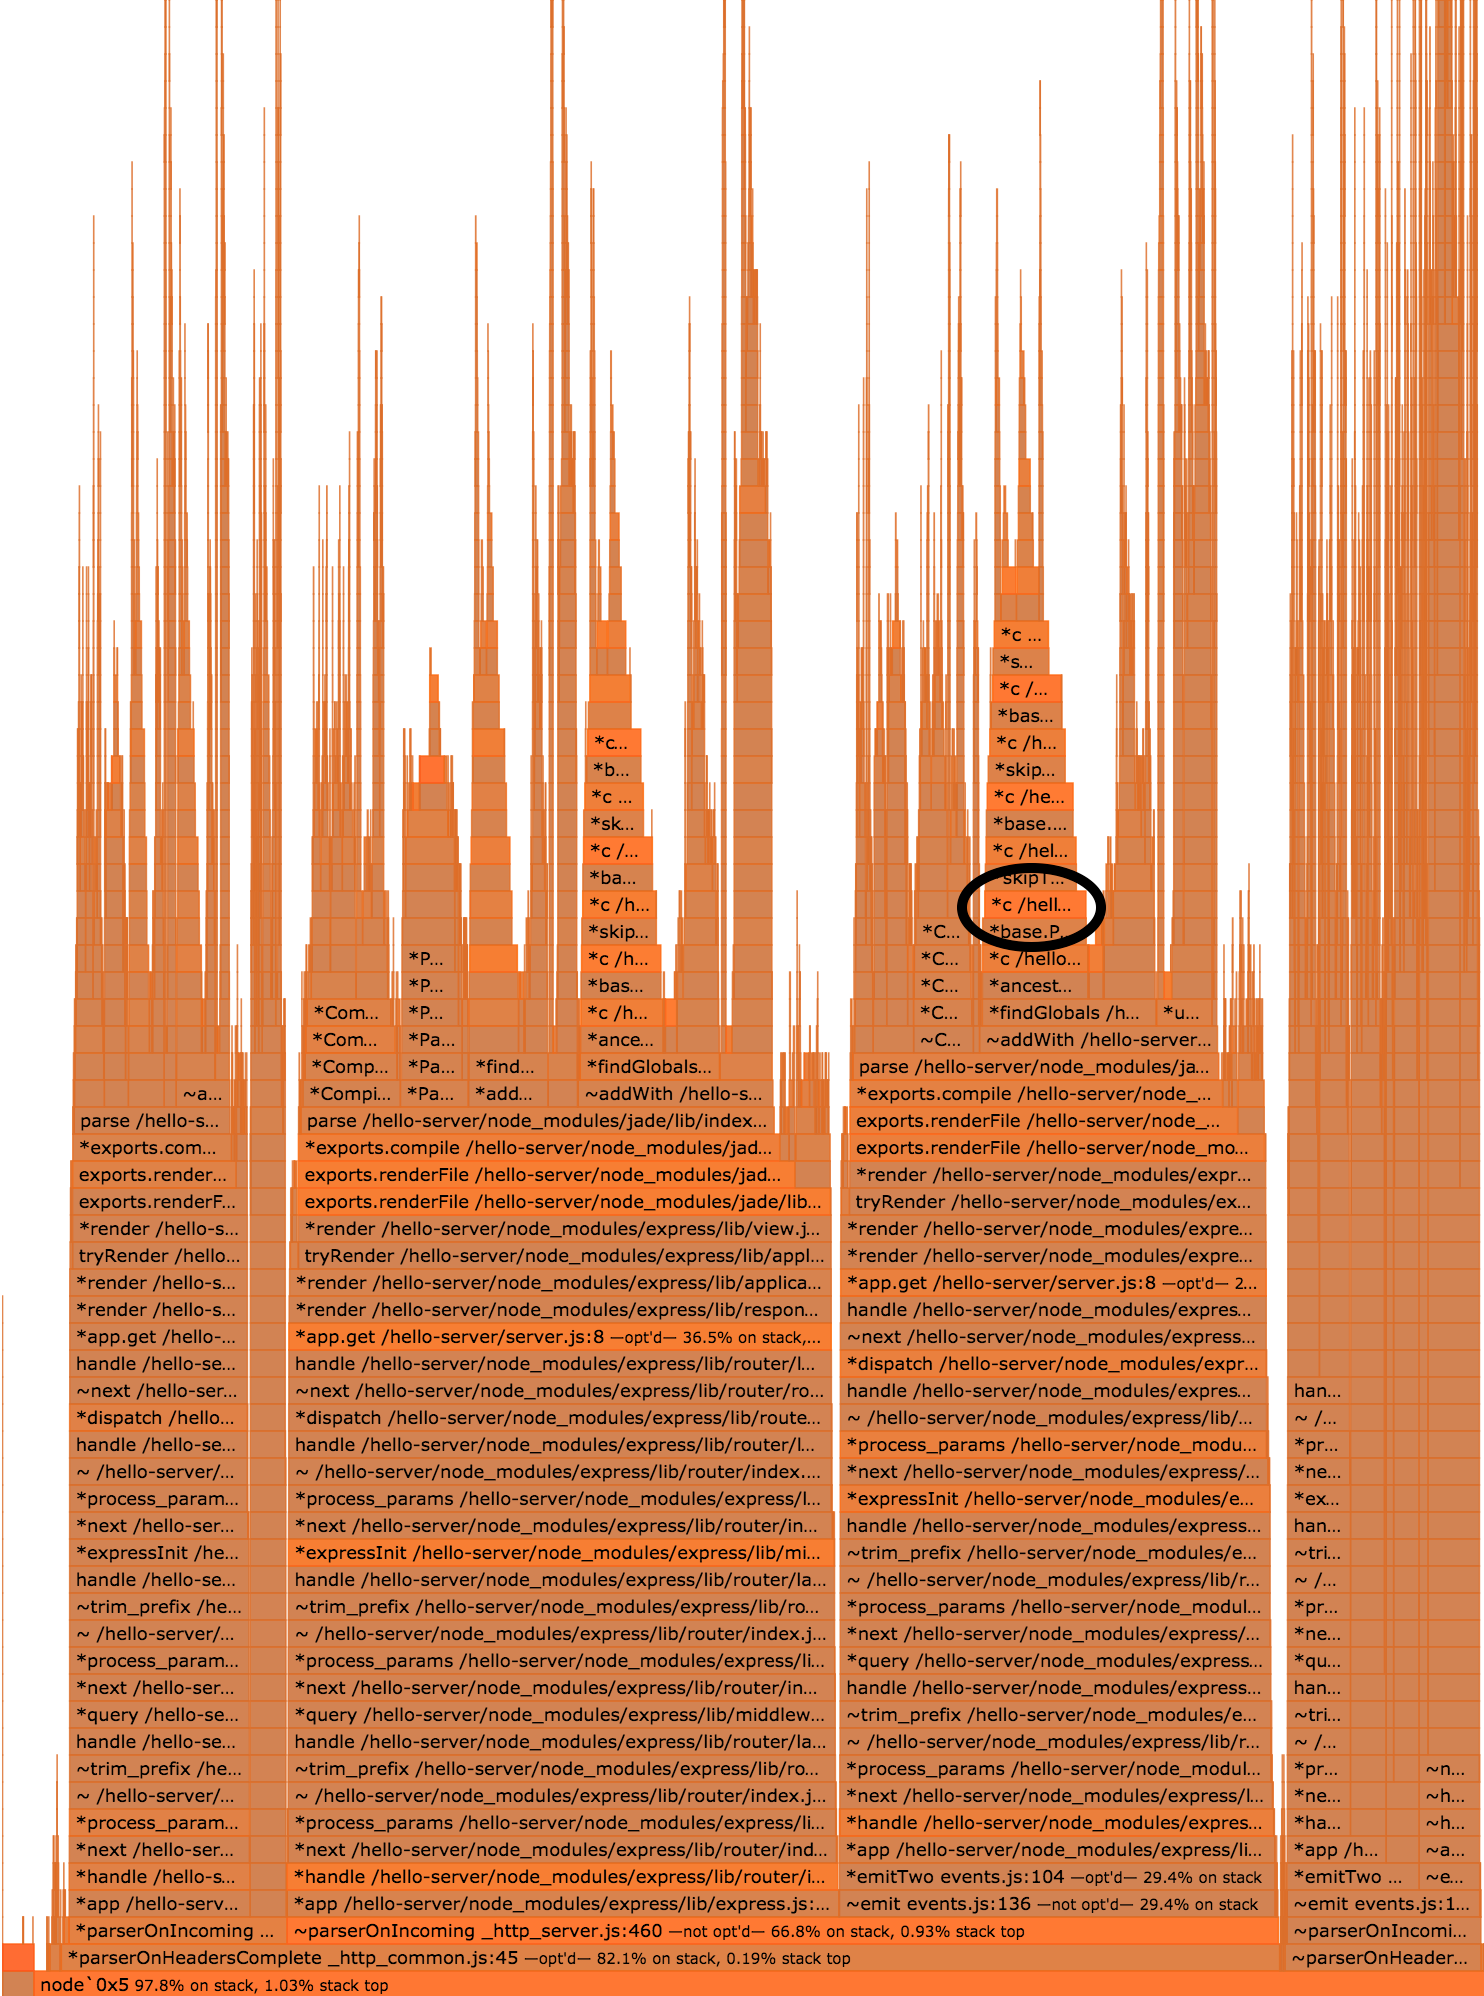 *c ...
*s...
*c /...
*bas...
*c... *c /h...
*b... *skip...
*c ... *c /he...
*sk... *base....
*c /... *c /hel...
*ba... skipT...
*c /h... *c /hell...
*skip... *C... *base.P...
*P... *c /h... *C... *c /hello...
*P... *bas... *C... *ancest...
*Com... *P... *c /h... *C... *findGlobals /h... *u...
*Com... *Pa... *ance... ~C... ~addWith /hello-server...
*Comp... *Pa... *find... *findGlobals... parse /hello-server/node_modules/ja...
~a... *Compi... *Pa... *add... ~addWith /hello-s... *exports.compile /hello-server/node_...
parse /hello-s... parse /hello-server/node_modules/jade/lib/index... exports.renderFile /hello-server/node_...
*exports.com... *exports.compile /hello-server/node_modules/jad... exports.renderFile /hello-server/node_mo...
exports.render... exports.renderFile /hello-server/node_modules/jad... *render /hello-server/node_modules/expr...
exports.renderF... exports.renderFile /hello-server/node_modules/jade/lib... tryRender /hello-server/node_modules/ex...
*render /hello-s... *render /hello-server/node_modules/express/lib/view.j... *render /hello-server/node_modules/expre...
tryRender /hello... tryRender /hello-server/node_modules/express/lib/appl... *render /hello-server/node_modules/expre...
*render /hello-s... *render /hello-server/node_modules/express/lib/applica... *app.get /hello-server/server.js:8 —opt'd— 2...
*render /hello-s... *render /hello-server/node_modules/express/lib/respon... handle /hello-server/node_modules/expres...
*app.get /hello-... *app.get /hello-server/server.js:8 —opt'd— 36.5% on stack,... ~next /hello-server/node_modules/express...
handle /hello-se... handle /hello-server/node_modules/express/lib/router/l... *dispatch /hello-server/node_modules/expr...
~next /hello-ser... ~next /hello-server/node_modules/express/lib/router/ro... handle /hello-server/node_modules/expres... han...
*dispatch /hello... *dispatch /hello-server/node_modules/express/lib/route... ~ /hello-server/node_modules/express/lib/... ~ /...
handle /hello-se... handle /hello-server/node_modules/express/lib/router/l... *process_params /hello-server/node_modu... *pr...
~ /hello-server/... ~ /hello-server/node_modules/express/lib/router/index.... *next /hello-server/node_modules/express/... *ne...
*process_param... *process_params /hello-server/node_modules/express/l... *expressInit /hello-server/node_modules/e... *ex...
*next /hello-ser... *next /hello-server/node_modules/express/lib/router/in... handle /hello-server/node_modules/express... han...
*expressInit /he... *expressInit /hello-server/node_modules/express/lib/mi... ~trim_prefix /hello-server/node_modules/e... ~tri...
handle /hello-se... handle /hello-server/node_modules/express/lib/router/la... ~ /hello-server/node_modules/express/lib/r... ~ /...
~trim_prefix /he... ~trim_prefix /hello-server/node_modules/express/lib/ro... *process_params /hello-server/node_modul... *pr...
~ /hello-server/... ~ /hello-server/node_modules/express/lib/router/index.j... *next /hello-server/node_modules/express/... *ne...
*process_param... *process_params /hello-server/node_modules/express/li... *query /hello-server/node_modules/express... *qu...
*next /hello-ser... *next /hello-server/node_modules/express/lib/router/in... handle /hello-server/node_modules/express... han...
*query /hello-se... *query /hello-server/node_modules/express/lib/middlew... ~trim_prefix /hello-server/node_modules/e... ~tri...
handle /hello-se... handle /hello-server/node_modules/express/lib/router/la... ~ /hello-server/node_modules/express/lib/r... ~ /...
~trim_prefix /he... ~trim_prefix /hello-server/node_modules/express/lib/ro... *process_params /hello-server/node_modul... *pr... ~n...
~ /hello-server/... ~ /hello-server/node_modules/express/lib/router/index.j... *next /hello-server/node_modules/express/l... *ne... ~h...
*process_param... *process_params /hello-server/node_modules/express/li... *handle /hello-server/node_modules/expres... *ha... ~h...
*next /hello-ser... *next /hello-server/node_modules/express/lib/router/ind... *app /hello-server/node_modules/express/li... *app /h... ~a...
*handle /hello-s... *handle /hello-server/node_modules/express/lib/router/i... *emitTwo events.js:104 —opt'd— 29.4% on stack *emitTwo ... ~e...
*app /hello-serv... *app /hello-server/node_modules/express/lib/express.js:... ~emit events.js:136 —not opt'd— 29.4% on stack ~emit events.js:1...
*parserOnIncoming ... ~parserOnIncoming _http_server.js:460 —not opt'd— 66.8% on stack, 0.93% stack top ~parserOnIncomi...
*parserOnHeadersComplete _http_common.js:45 —opt'd— 82.1% on stack, 0.19% stack top ~parserOnHeader...
node`0x5 97.8% on stack, 1.03% stack top